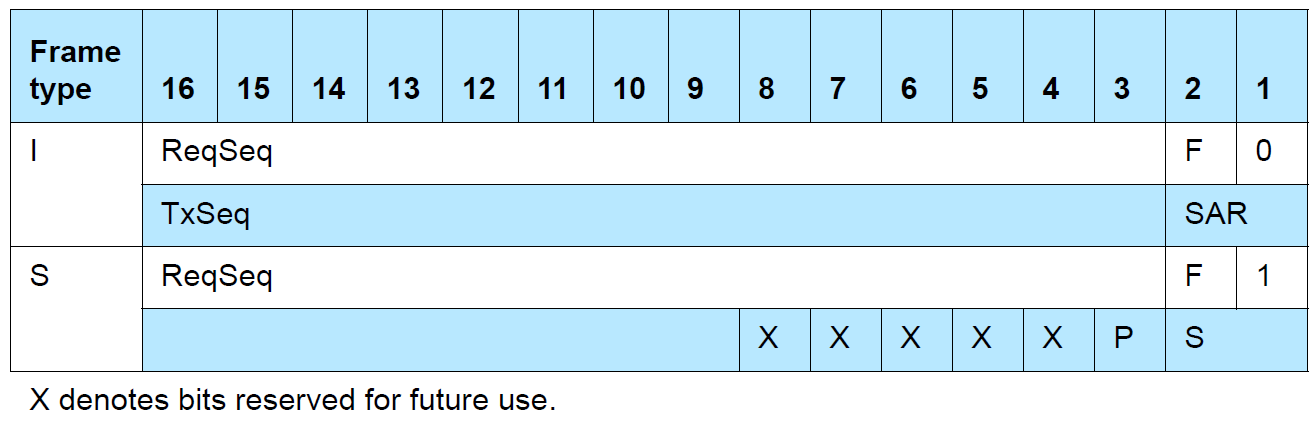 Frame type 16 15 14 13 12 11 10 9 8 7 6 5 4 3 2 1
I ReqSeq F 0
TxSeq SAR
S ReqSeq F 1
X X X X X P S
X denotes bits reserved for future use.